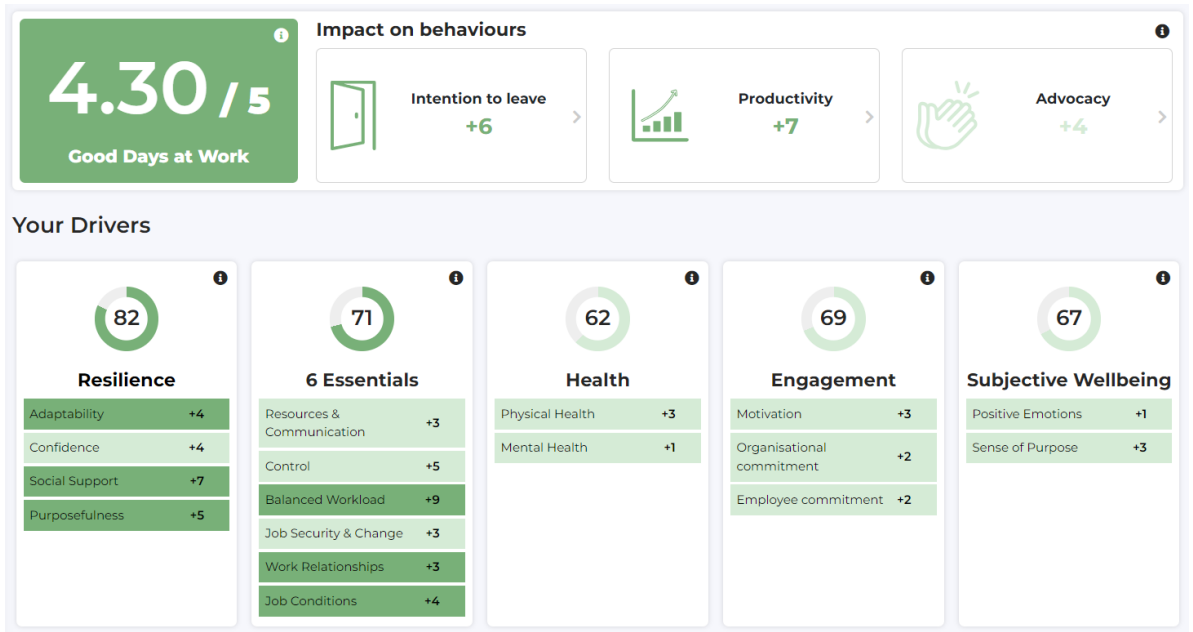 4.30 / 5
Good Days at Work
Impact on behaviours
Intention to leave
+6
Productivity
+7
Advocacy
+4
Your Drivers
82
Resilience
Adaptability +4
Confidence +4
Social Support +7
Purposefulness +5
71
6 Essentials
Resources &
Communication +3
Control +5
Balanced Workload +9
Job Security & Change +3
Work Relationships +3
Job Conditions +4
62
Health
Physical Health +3
Mental Health +1
69
Engagement
Motivation +3
Organisational
commitment +2
Employee commitment +2
67
Subjective Wellbeing
Positive Emotions +1
Sense of Purpose +3